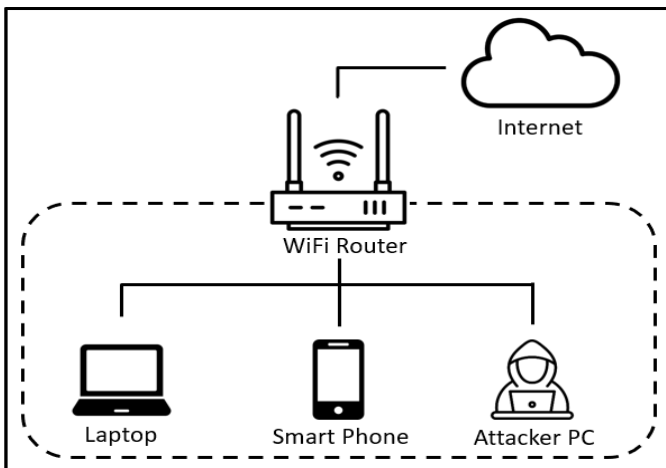 Internet
WiFi Router
Laptop
Smart Phone
Attacker PC